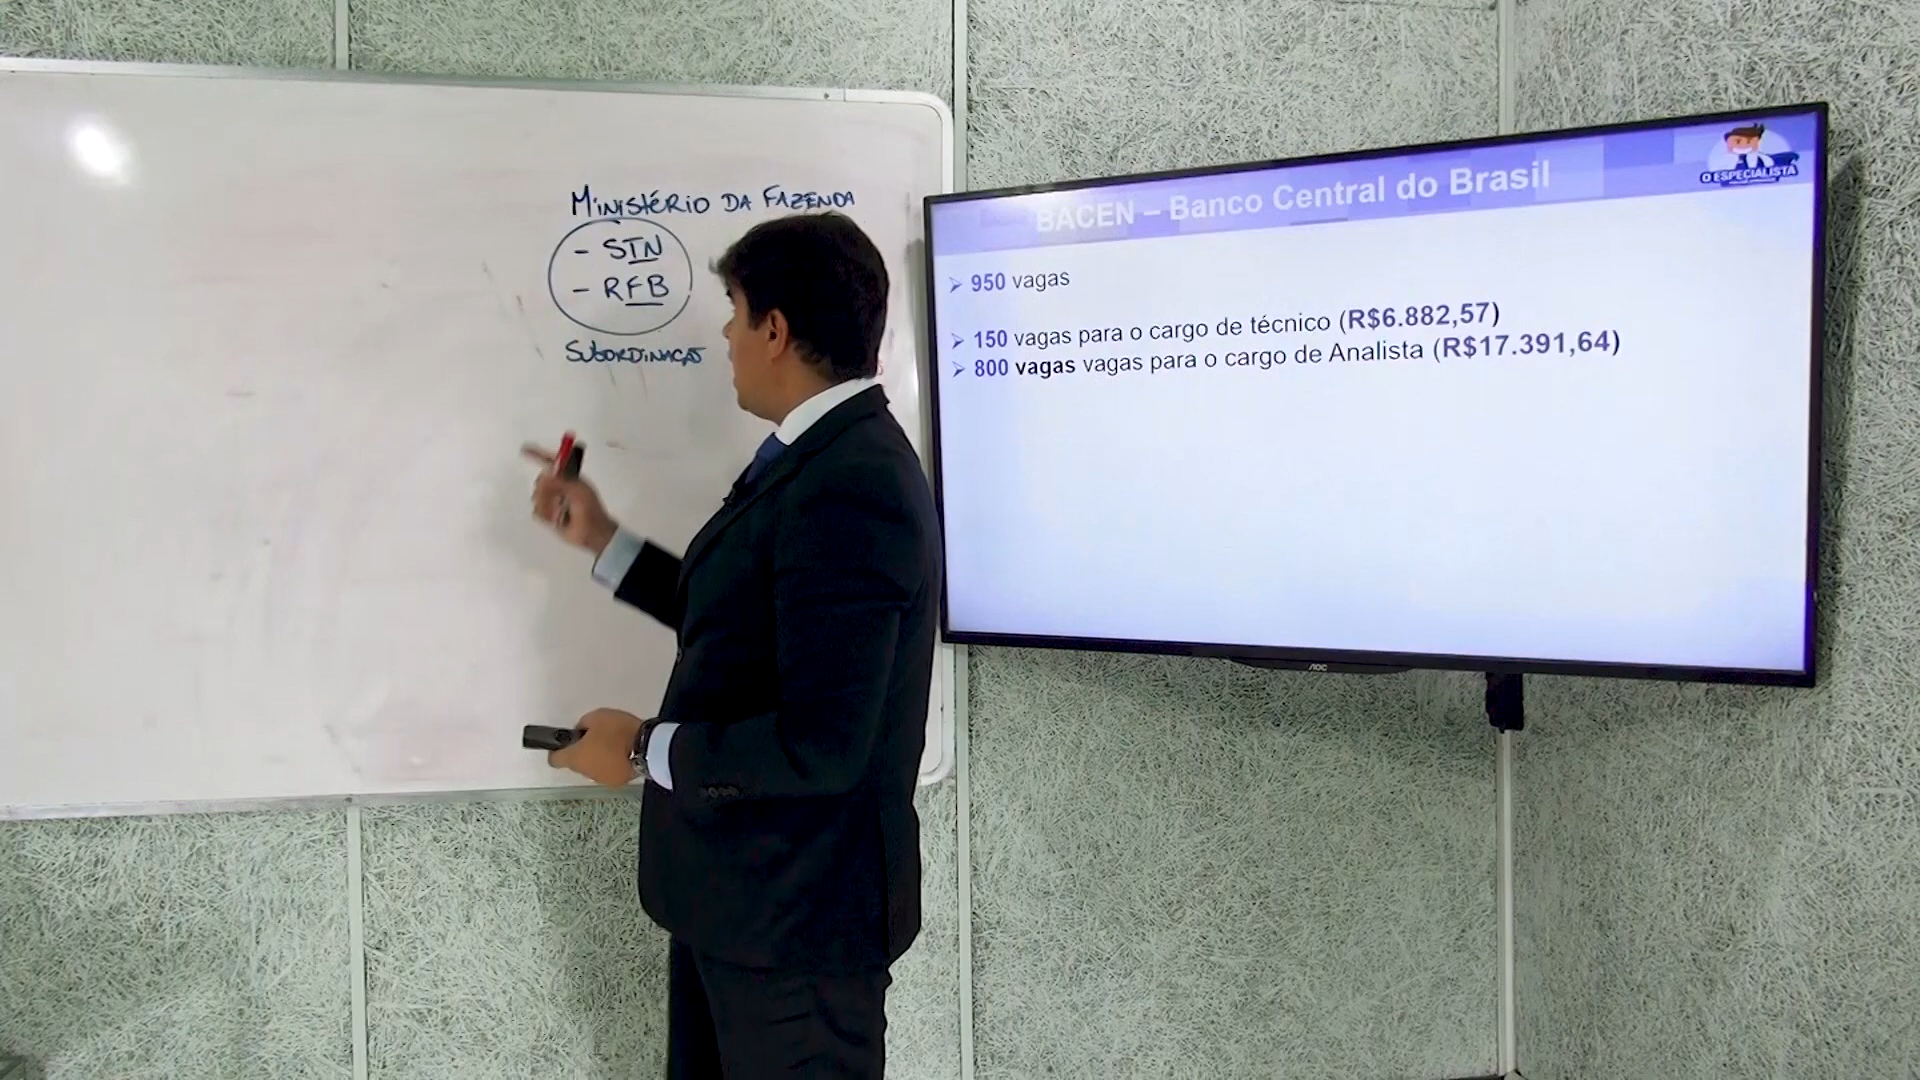 MINISTÉRIO DA FAZENDA
- STN
- RFB
SUBORDINAÇÃO
BACEN – Banco Central do Brasil
O ESPECIALISTA
➢ 950 vagas
➢ 150 vagas para o cargo de técnico (R$6.882,57)
➢ 800 vagas vagas para o cargo de Analista (R$17.391,64)
AOC